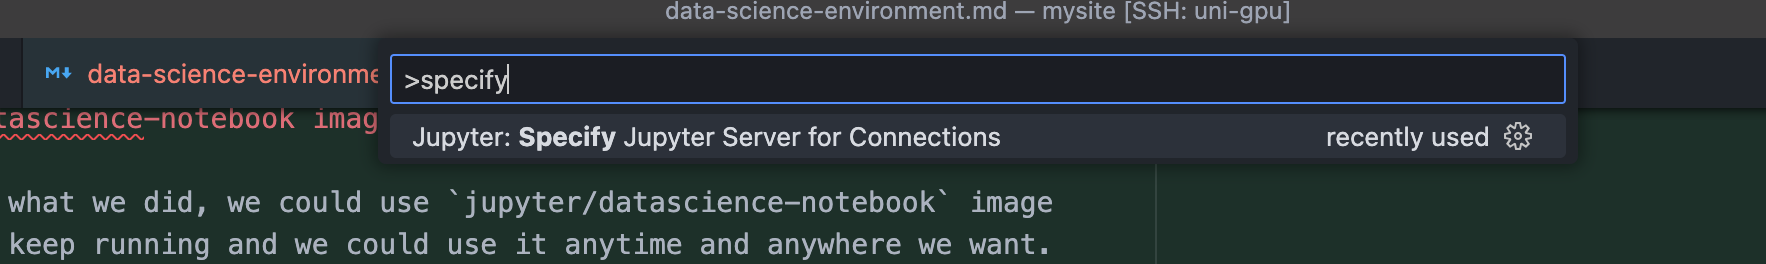 data-science-environment.md — mysite [SSH: uni-gpu]
M↓ data-science-environme
>specify
tascience-notebook imag
Jupyter: Specify Jupyter Server for Connections recently used
what we did, we could use `jupyter/datascience-notebook` image
keep running and we could use it anytime and anywhere we want.